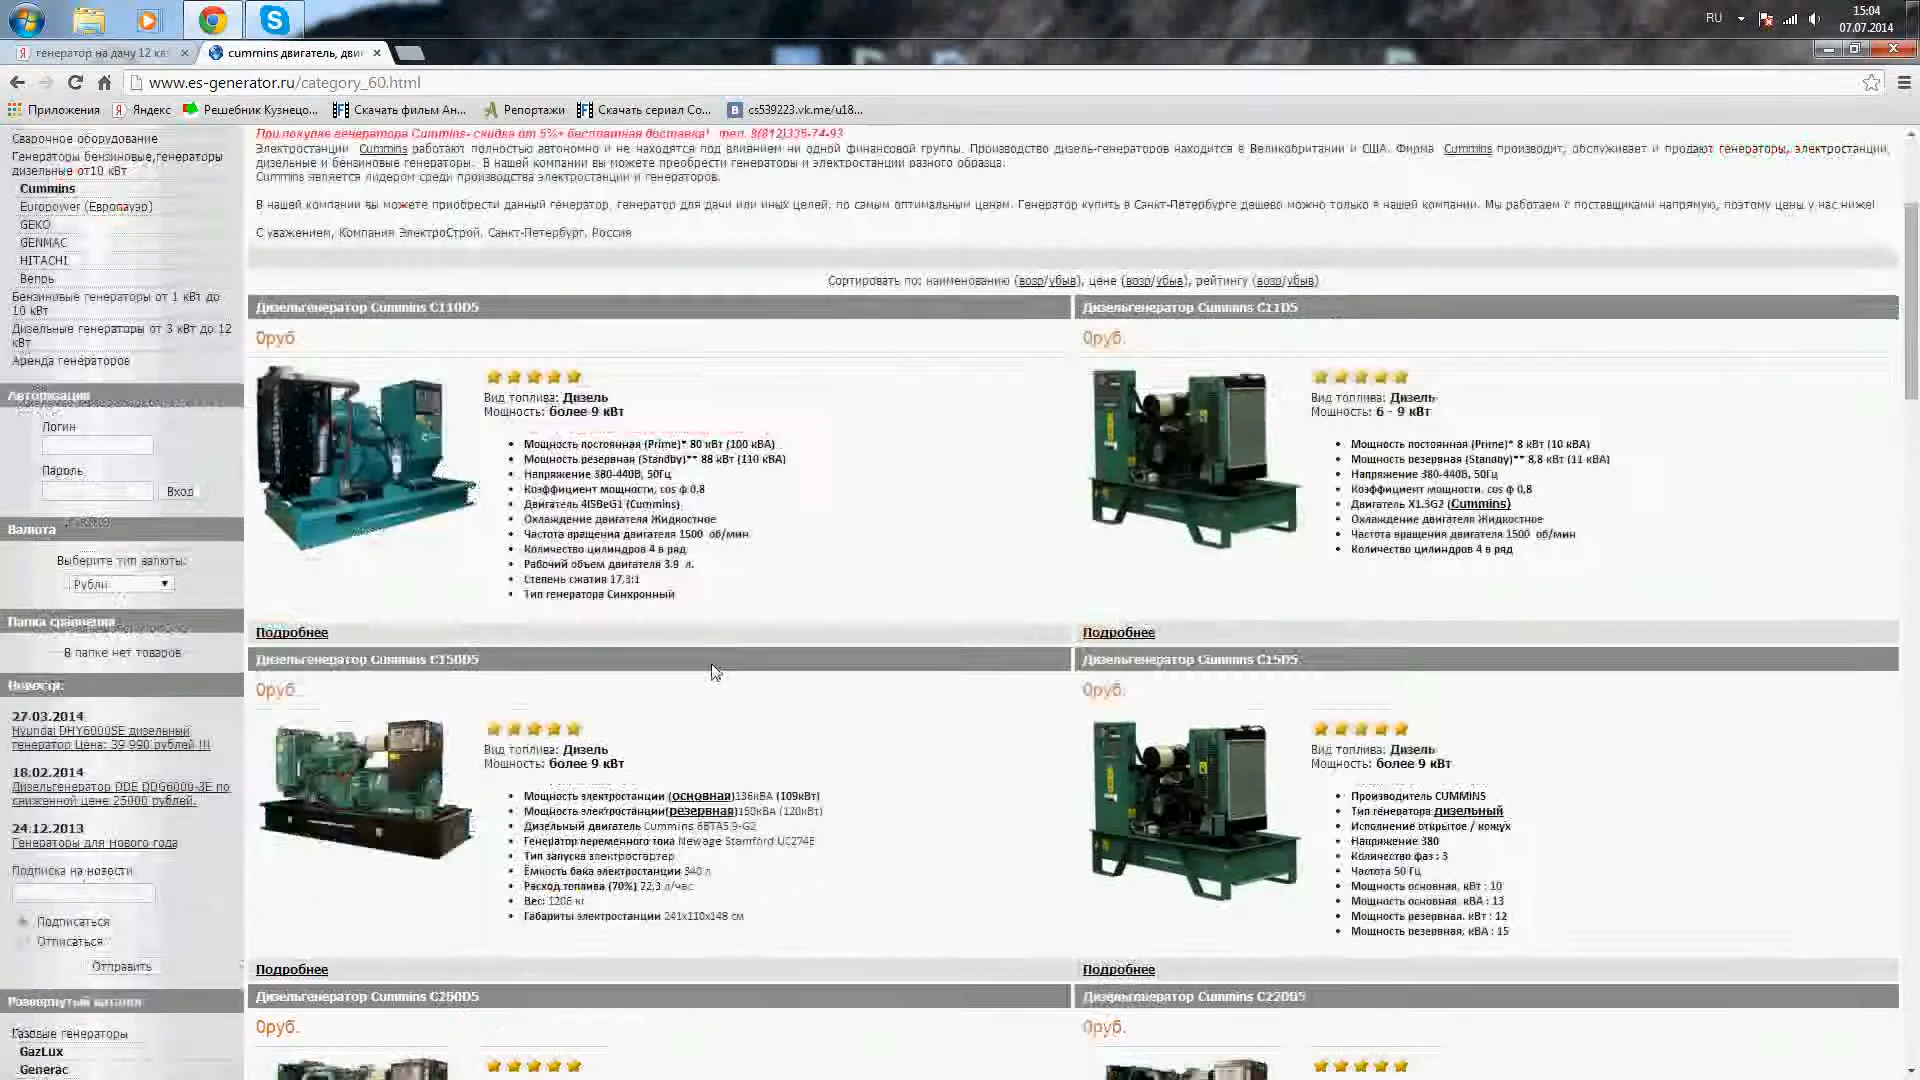 RU
15:04
07.07.2014
генератор на дачу 12 кв
cummins двигатель, дви
www.es-generator.ru/category_60.html
Приложения
Яндекс
Решебник Кузнецо...
Скачать фильм Ан...
Репортажи
Скачать сериал Со...
cs539223.vk.me/u18...
Сварочное оборудование
Генераторы бензиновые,генераторы
дизельные от10 кВт
Cummins
Europower (Европауэр)
GEKO
GENMAC
HITACHI
Вепрь
Бензиновые генераторы от 1 кВт до
10 кВт
Дизельные генераторы от 3 кВт до 12
кВт
Аренда генераторов
Авторизация
Логин
Пароль
Вход
Валюта
Выберите тип валюты:
Рубли
Папка сравнения
В папке нет товаров
Новости
27.03.2014
Hyundai DHY6000SE дизельный
генератор Цена: 39 990 рублей !!!
18.02.2014
Дизельгенератор DDE DDG6000-3E по
сниженной цене 25000 рублей.
24.12.2013
Генераторы для Нового года
Подписка на новости
Подписаться
Отписаться
Отправить
Развернутый каталог
Газовые генераторы
GazLux
Generac
При покупке генератора Cummins- скидка от 5%+ бесплатная доставка! тел. 8(812)335-74-93
Электростанции Cummins работают полностью автономно и не находятся под влиянием ни одной финансовой группы. Производство дизель-генераторов находится в Великобритании и США. Фирма Cummins производит, обслуживает и продают генераторы, электростанции,
дизельные и бензиновые генераторы. В нашей компании вы можете преобрести генераторы и электростанции разного образца.
Cummins является лидером среди производства электростанции и генераторов.
В нашей компании вы можете приобрести данный генератор, генератор для дачи или иных целей, по самым оптимальным ценам. Генератор купить в Санкт-Петербурге дешево можно только в нашей компании. Мы работаем с поставщиками напрямую, поэтому цены у нас ниже!
С уважением, Компания ЭлектроСтрой, Санкт-Петербург, Россия
Сортировать по: наименованию (возр/убыв), цене (возр/убыв), рейтингу (возр/убыв)
Дизельгенератор Cummins C110D5
0руб.
Вид топлива: Дизель
Мощность: более 9 кВт
Мощность постоянная (Prime)* 80 кВт (100 кВА)
Мощность резервная (Standby)** 88 кВт (110 кВА)
Напряжение 380-440В, 50Гц
Коэффициент мощности, cos ф 0,8
Двигатель (Cummins)
Охлаждение двигателя Жидкостное
Частота вращения двигателя 1500 об/мин
Количество цилиндров 4 в ряд
Рабочий объем двигателя 3.9 л.
Степень сжатия 17,3:1
Тип генератора Синхронный
Подробнее
Дизельгенератор Cummins C11D5
0руб.
Вид топлива: Дизель
Мощность: 6 - 9 кВт
Мощность постоянная (Prime)* 8 кВт (10 кВА)
Мощность резервная (Standby)** 8,8 кВт (11 кВА)
Напряжение 380-440В, 50Гц
Коэффициент мощности, cos ф 0,8
Двигатель X1.3G2 (Cummins)
Охлаждение двигателя Жидкостное
Частота вращения двигателя 1500 об/мин
Количество цилиндров 4 в ряд
Подробнее
Дизельгенератор Cummins C150D5
0руб.
Вид топлива: Дизель
Мощность: более 9 кВт
Мощность электростанции (основная)136кВА (109кВт)
Мощность электростанции(резервная)150кВА (120кВт)
Дизельный двигатель Cummins 6BTA5.9-G2
Генератор переменного тока Newage Stamford UC274E
Тип запуска электростартер
Ёмкость бака электростанции 340 л
Расход топлива (70%) 22,3 л/час
Вес: 1206 кг
Габариты электростанции 241х110х148 см
Подробнее
Дизельгенератор Cummins C15D5
0руб.
Вид топлива: Дизель
Мощность: более 9 кВт
Производитель CUMMINS
Тип генератора дизельный
Исполнение открытое / кожух
Напряжение 380
Количество фаз : 3
Частота 50 Гц
Мощность основная, кВт : 10
Мощность основная, кВА : 13
Мощность резервная, кВт : 12
Мощность резервная, кВА : 15
Подробнее
Дизельгенератор Cummins
0руб.
Дизельгенератор Cummins C220D5
0руб.